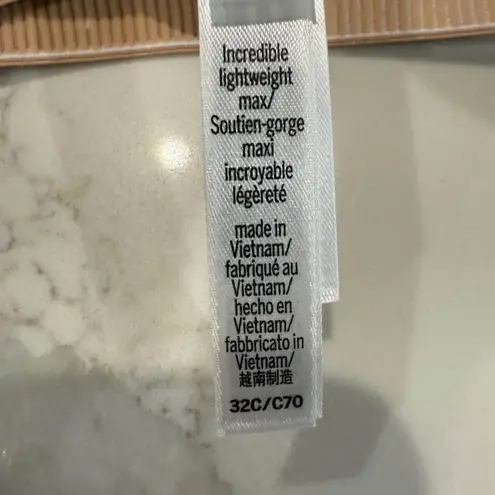 Incredible
lightweight
max/
Soutien-gorge
maxi
incroyable
légèreté
made in
Vietnam/
fabriqué au
Vietnam/
hecho en
Vietnam/
fabbricato in
Vietnam/
越南制造
32C/C70